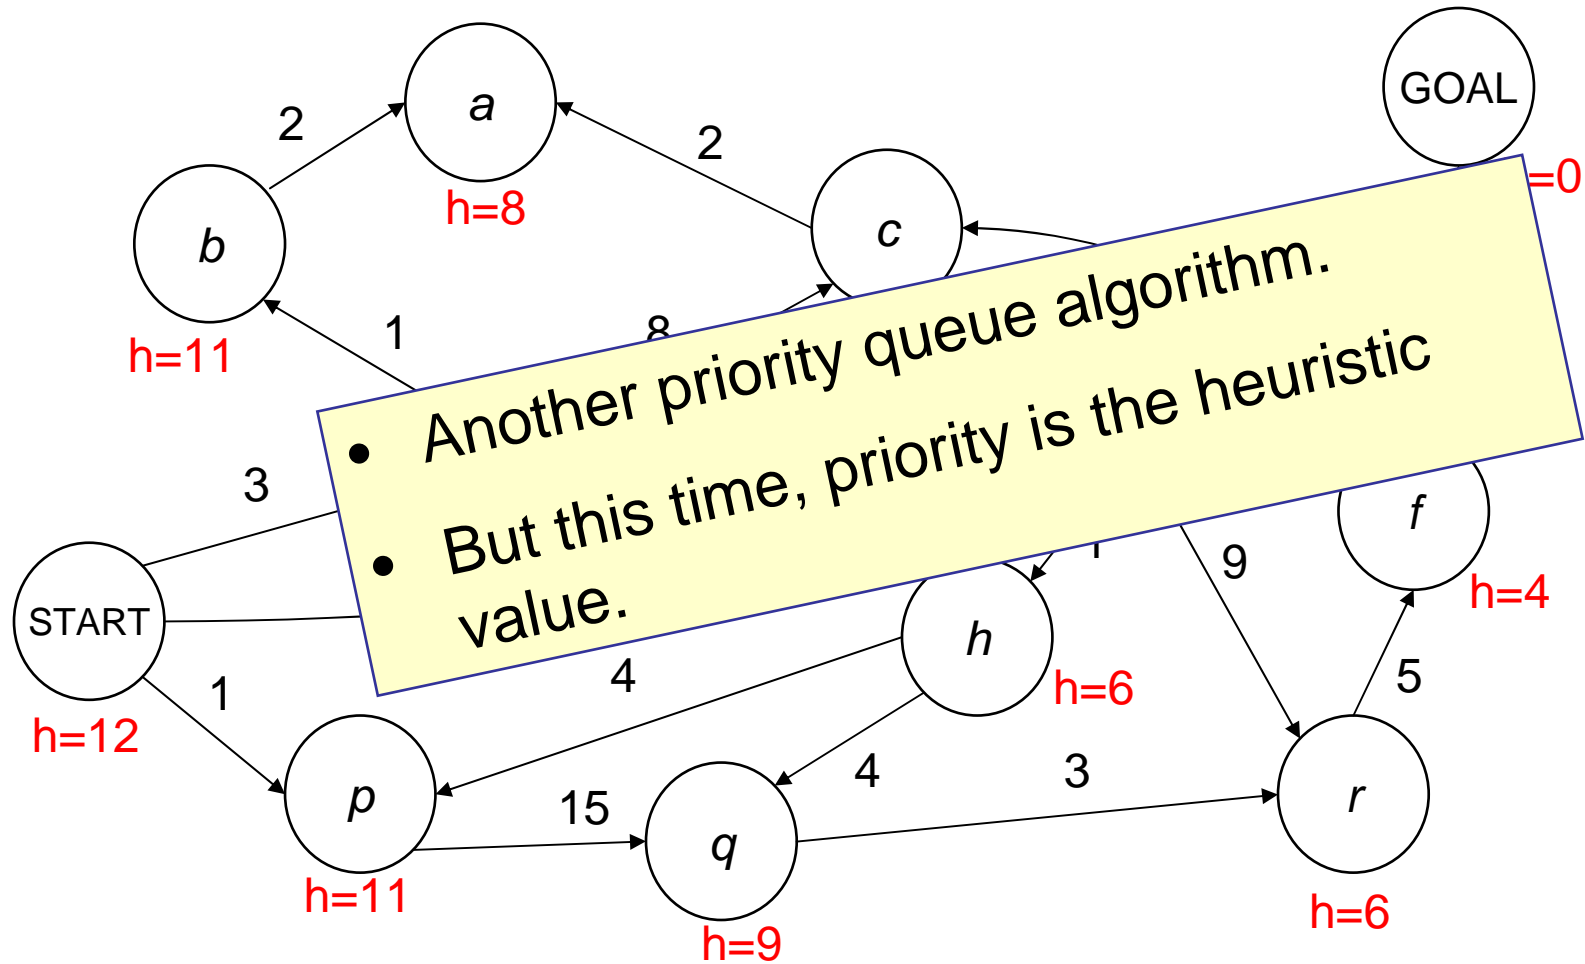 GOAL
a
2
2
=0
h=8
c
b
Another priority queue algorithm.
1
8
h=11
But this time, priority is the heuristic
value.
3
f
9
h=4
START
h
4
5
1
h=6
h=12
4
3
p
15
r
q
h=11
h=6
h=9